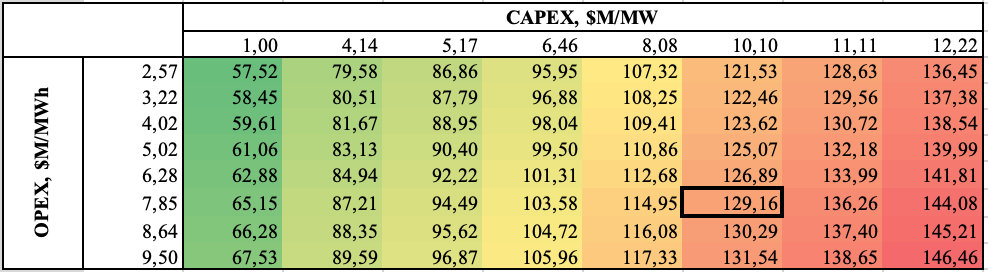 CAPEX, $M/MW
1,00 4,14 5,17 6,46 8,08 10,10 11,11 12,22
OPEX, $M/MWh
2,57 57,52 79,58 86,86 95,95 107,32 121,53 128,63 136,45
3,22 58,45 80,51 87,79 96,88 108,25 122,46 129,56 137,38
4,02 59,61 81,67 88,95 98,04 109,41 123,62 130,72 138,54
5,02 61,06 83,13 90,40 99,50 110,86 125,07 132,18 139,99
6,28 62,88 84,94 92,22 101,31 112,68 126,89 133,99 141,81
7,85 65,15 87,21 94,49 103,58 114,95 129,16 136,26 144,08
8,64 66,28 88,35 95,62 104,72 116,08 130,29 137,40 145,21
9,50 67,53 89,59 96,87 105,96 117,33 131,54 138,65 146,46